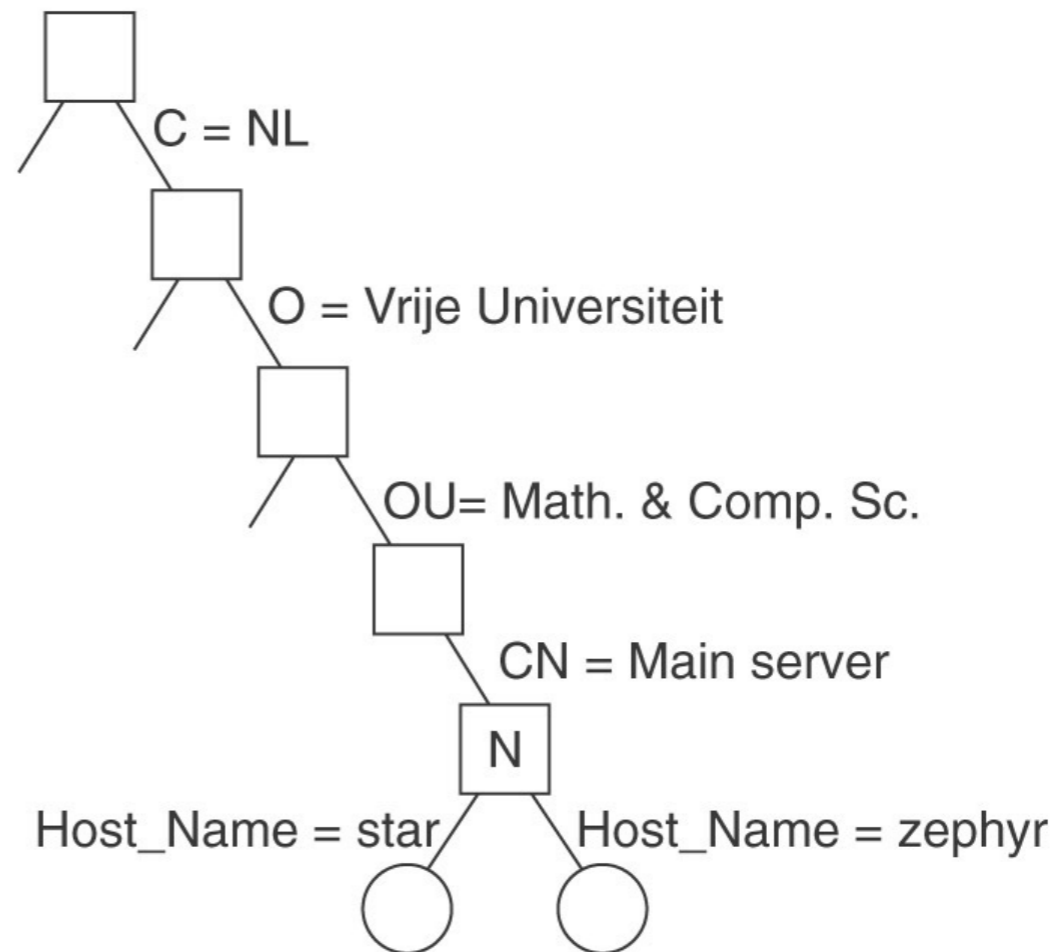 C = NL
O = Vrije Universiteit
OU= Math. & Comp. Sc.
CN = Main server
N
Host_Name = star
Host_Name = zephyr